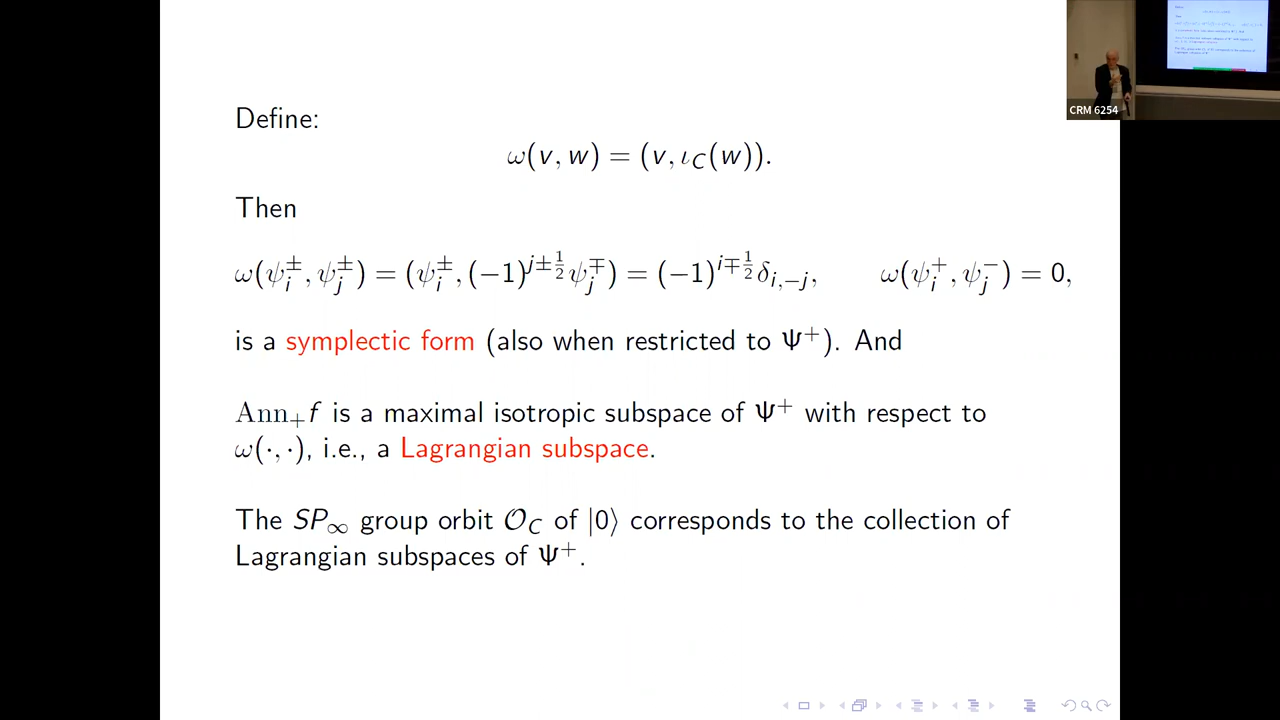 Define:
ω(v, w) = (v, ι_C(w)).
Then
ω(ψ_i^±, ψ_j^±) = (ψ_i^±, (−1)^{j±1/2} ψ_j^∓) = (−1)^{i∓1/2} δ_{i,−j}, ω(ψ_i^+, ψ_j^−) = 0,
is a symplectic form (also when restricted to Ψ^+). And
Ann_+ f is a maximal isotropic subspace of Ψ^+ with respect to
ω(·, ·), i.e., a Lagrangian subspace.
The SP_∞ group orbit O_C of |0⟩ corresponds to the collection of
Lagrangian subspaces of Ψ^+.
CRM 6254